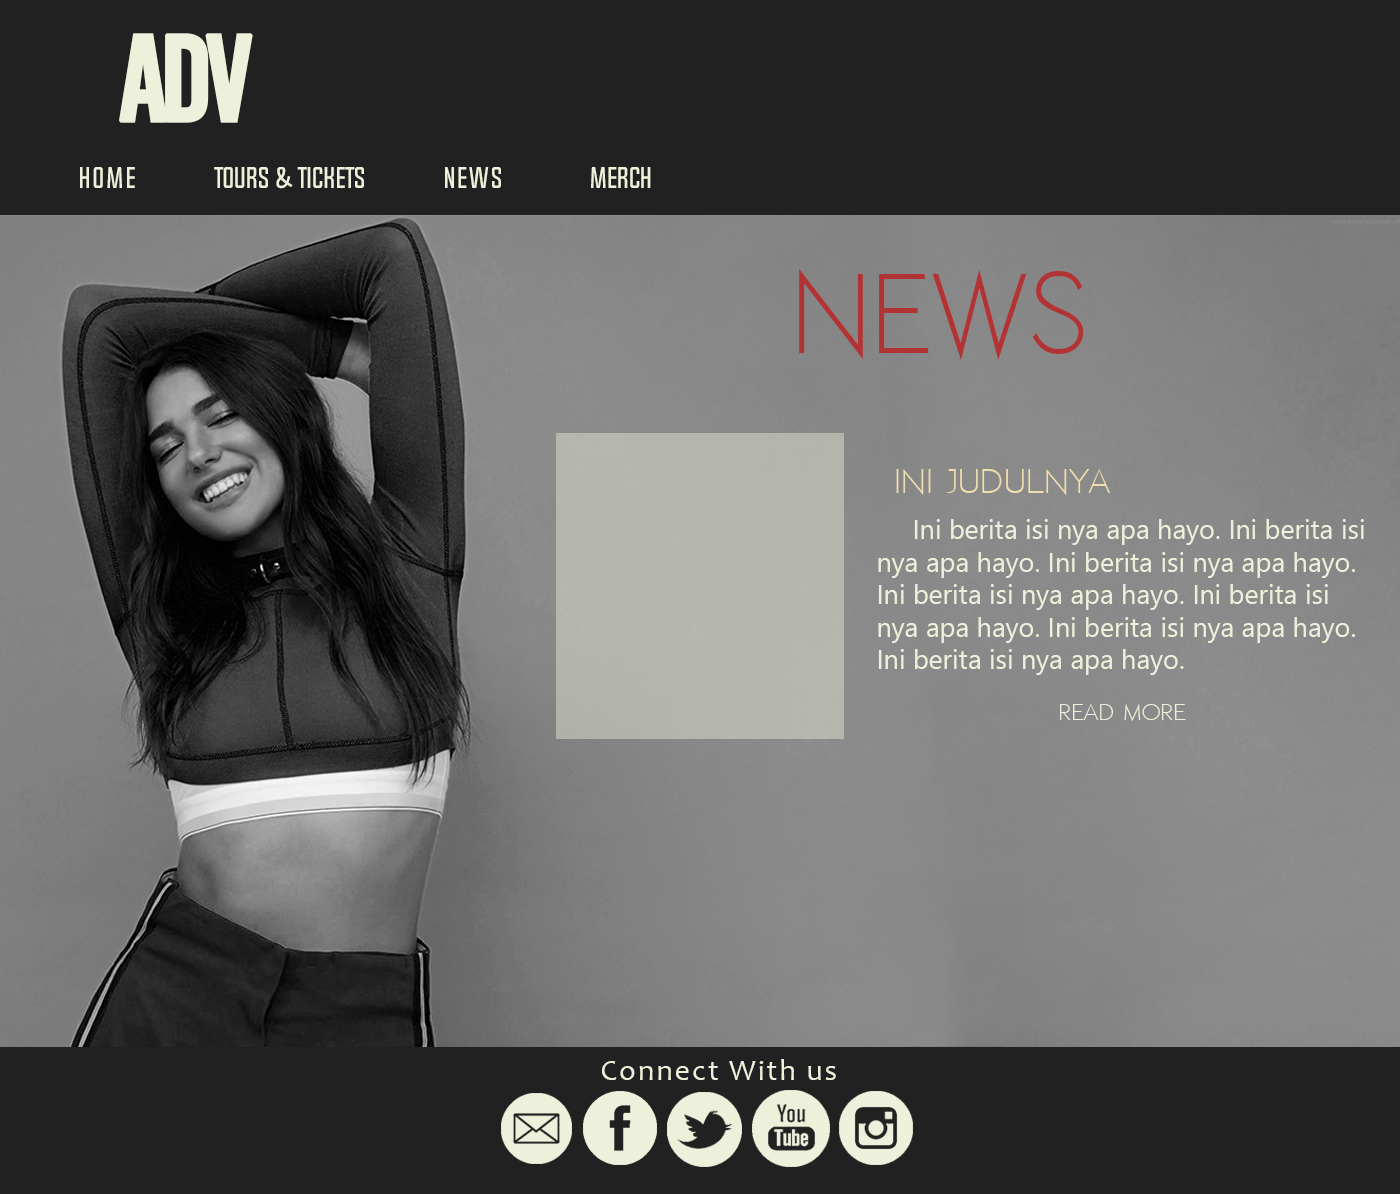 ADV
HOME TOURS & TICKETS NEWS MERCH
NEWS
INI JUDULNYA
Ini berita isi nya apa hayo. Ini berita isi
nya apa hayo. Ini berita isi nya apa hayo.
Ini berita isi nya apa hayo. Ini berita isi
nya apa hayo. Ini berita isi nya apa hayo.
Ini berita isi nya apa hayo.
READ MORE
Connect With us
You
Tube